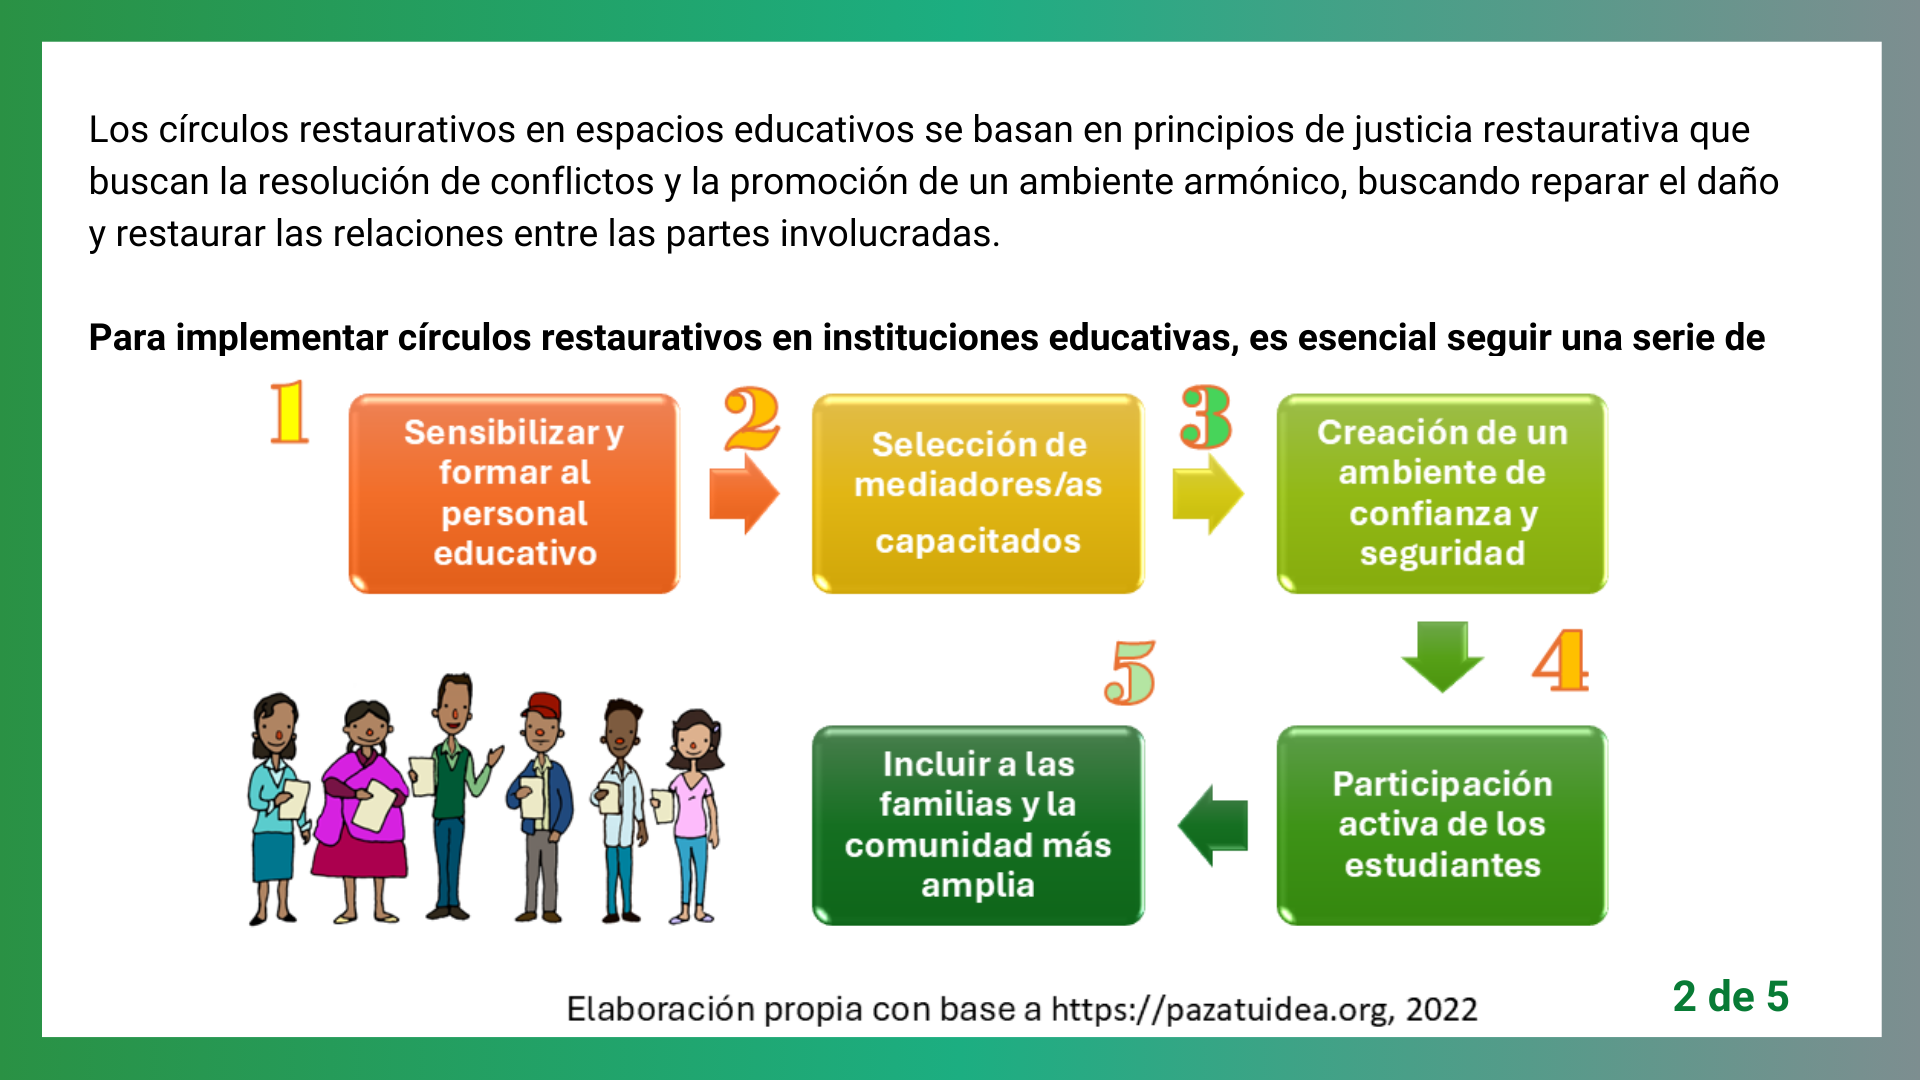 Los círculos restaurativos en espacios educativos se basan en principios de justicia restaurativa que
buscan la resolución de conflictos y la promoción de un ambiente armónico, buscando reparar el daño
y restaurar las relaciones entre las partes involucradas.
Para implementar círculos restaurativos en instituciones educativas, es esencial seguir una serie de
1
Sensibilizar y
formar al
personal
educativo
2
Selección de
mediadores/as
capacitados
3
Creación de un
ambiente de
confianza y
seguridad
4
Participación
activa de los
estudiantes
5
Incluir a las
familias y la
comunidad más
amplia
Elaboración propia con base a https://pazatuidea.org, 2022
2 de 5